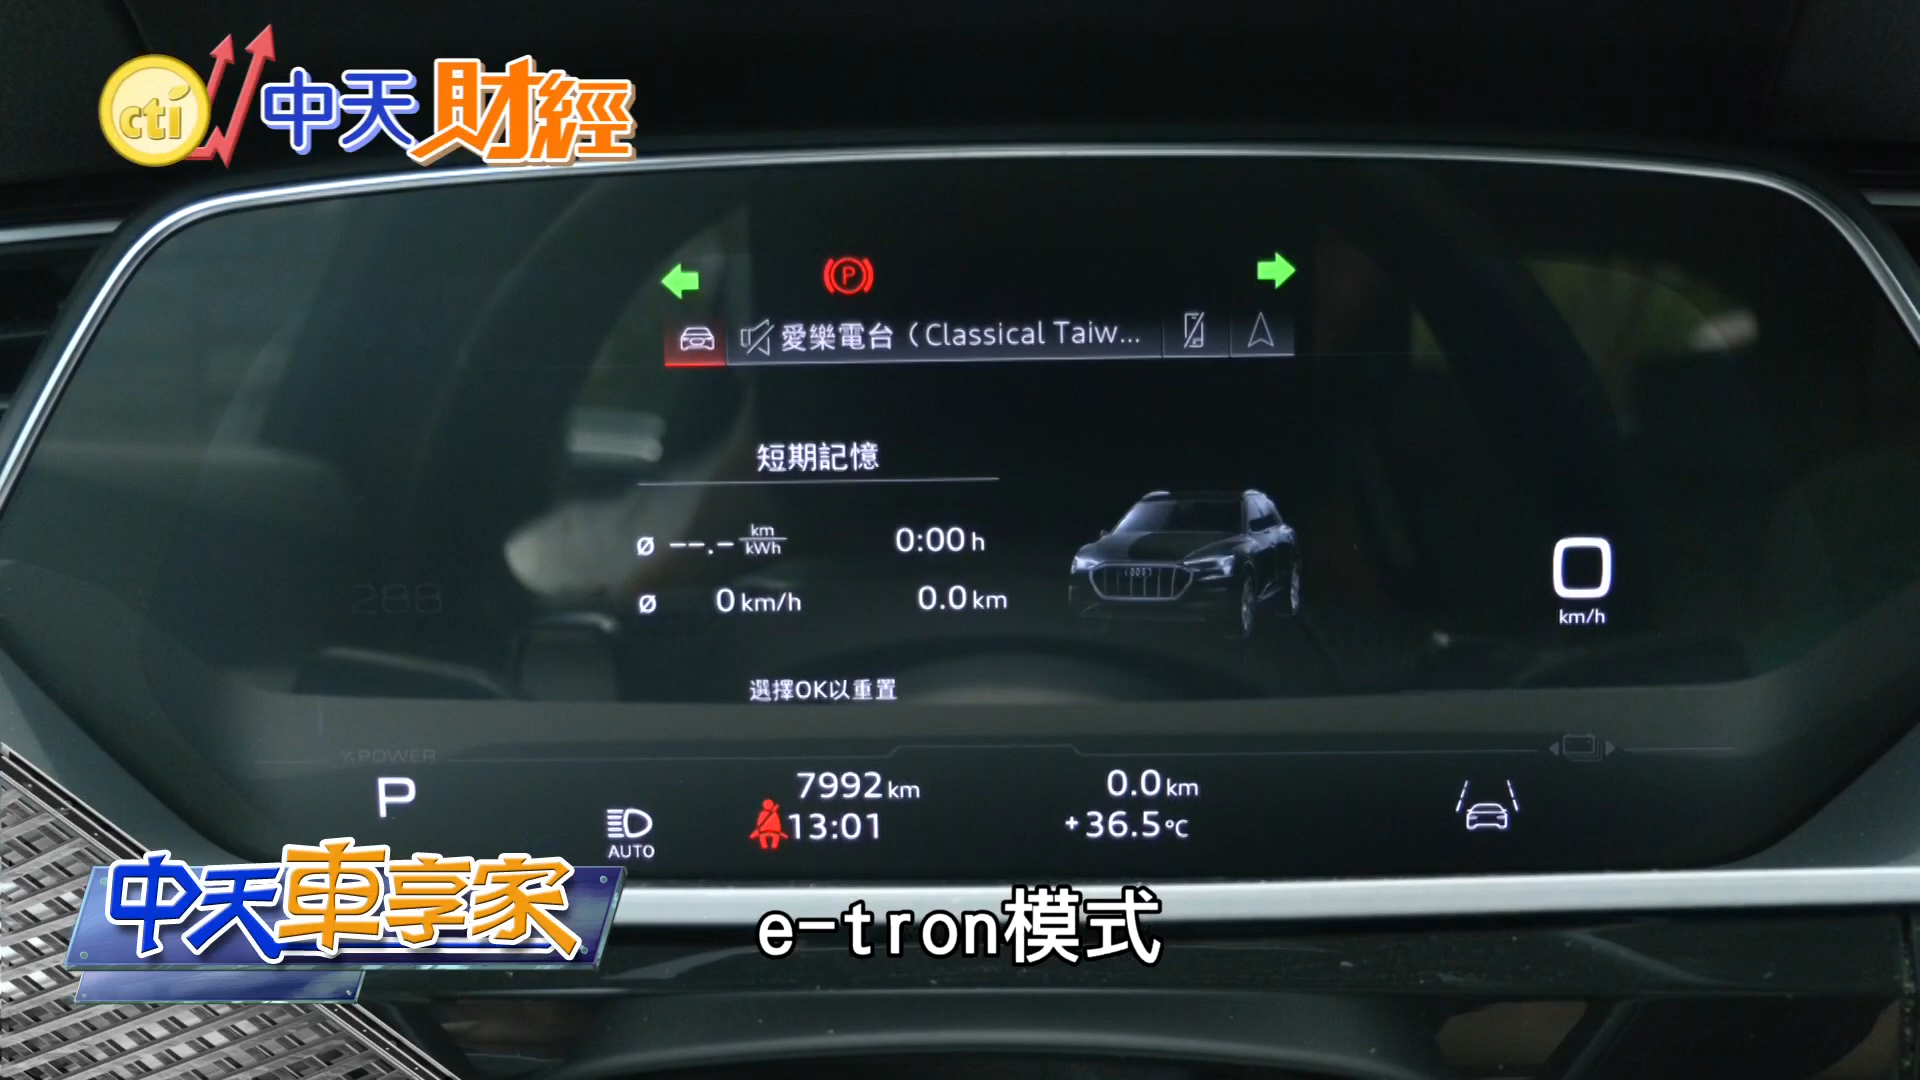 cti 中天財經
愛樂電台（Classical Taiw...
短期記憶
ø --.- km/kWh 0:00 h
ø 0 km/h 0.0 km
0
km/h
288
選擇OK以重置
% POWER
P
7992 km 0.0 km
13:01 +36.5 °C
AUTO
中天車享家
e-tron模式